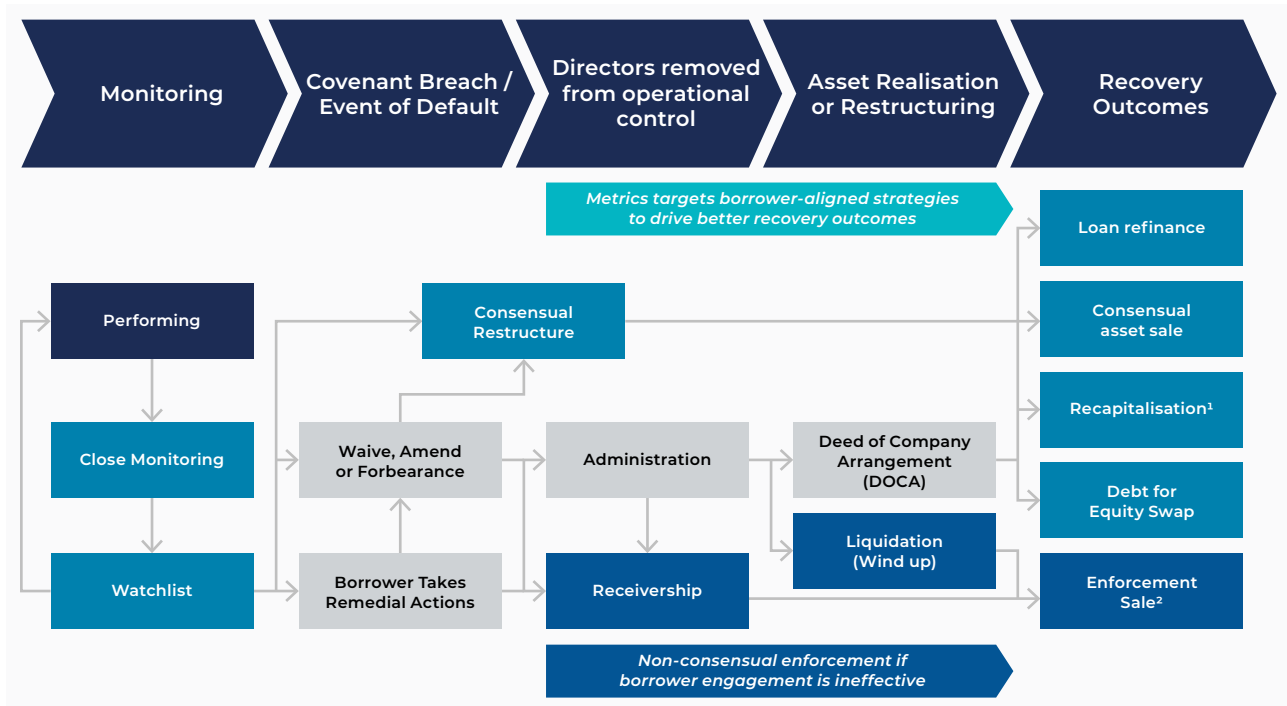 Monitoring
Covenant Breach /
Event of Default
Directors removed
from operational
control
Asset Realisation
or Restructuring
Recovery
Outcomes
Metrics targets borrower-aligned strategies
to drive better recovery outcomes
Loan refinance
Performing
Consensual
Restructure
Consensual
asset sale
Close Monitoring
Waive, Amend
or Forbearance
Administration
Deed of Company
Arrangement
(DOCA)
Recapitalisation¹
Debt for
Equity Swap
Liquidation
(Wind up)
Watchlist
Borrower Takes
Remedial Actions
Receivership
Enforcement
Sale²
Non-consensual enforcement if
borrower engagement is ineffective